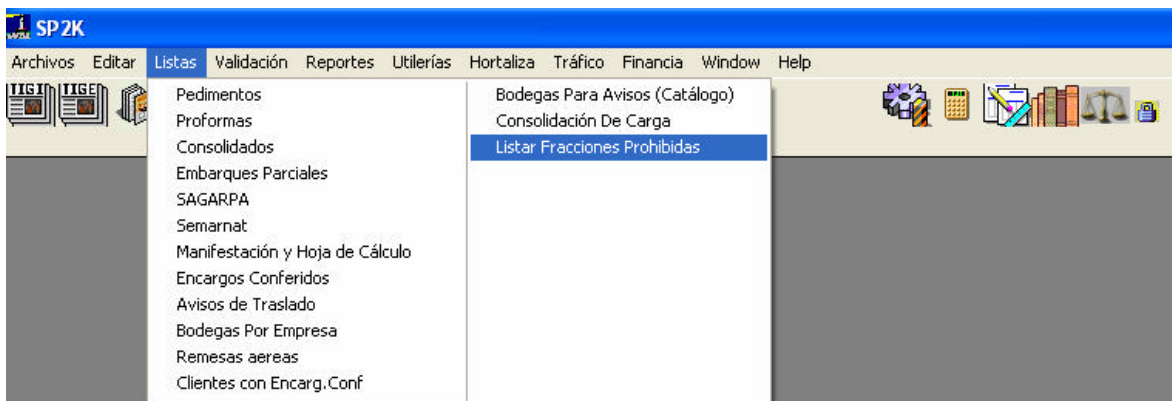 SP2K
Archivos Editar Listas Validación Reportes Utilerías Hortaliza Tráfico Financia Window Help
TIGI TIGE
Pedimentos
Proformas
Consolidados
Embarques Parciales
SAGARPA
Semarnat
Manifestación y Hoja de Cálculo
Encargos Conferidos
Avisos de Traslado
Bodegas Por Empresa
Remesas aereas
Clientes con Encarg.Conf
Bodegas Para Avisos (Catálogo)
Consolidación De Carga
Listar Fracciones Prohibidas